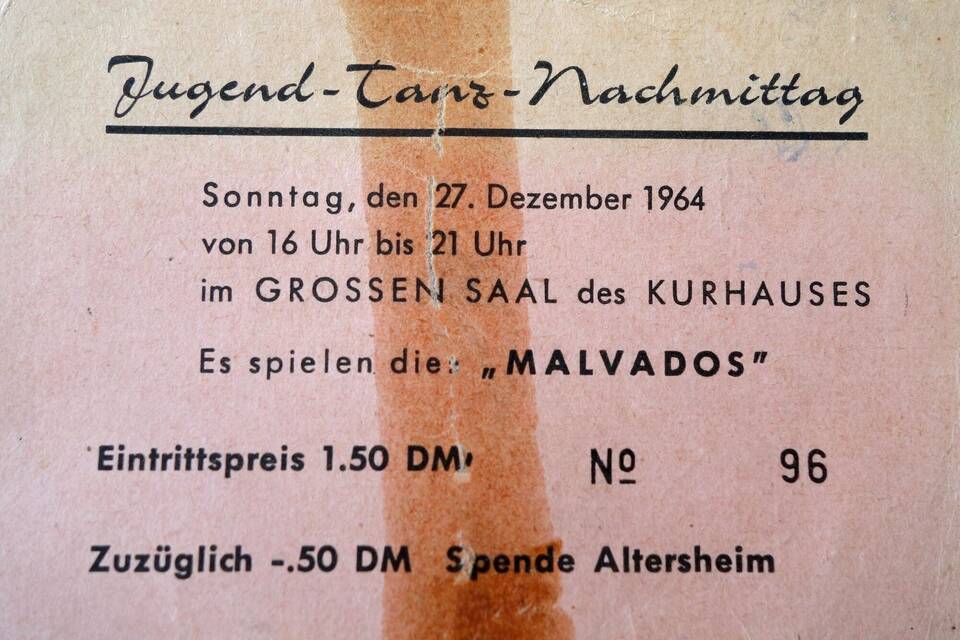 Jugend-Tanz-Nachmittag
Sonntag, den 27. Dezember 1964
von 16 Uhr bis 21 Uhr
im GROSSEN SAAL des KURHAUSES
Es spielen die: „MALVADOS"
Eintrittspreis 1.50 DM. Nº 96
Zuzüglich -.50 DM Spende Altersheim